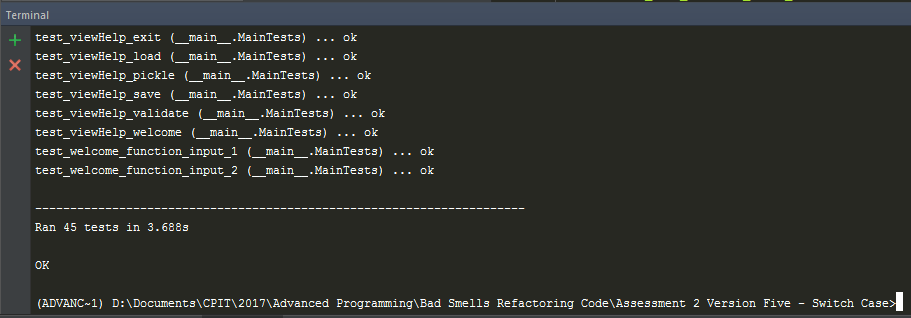 Terminal
test_viewHelp_exit (__main__.MainTests) ... ok
test_viewHelp_load (__main__.MainTests) ... ok
test_viewHelp_pickle (__main__.MainTests) ... ok
test_viewHelp_save (__main__.MainTests) ... ok
test_viewHelp_validate (__main__.MainTests) ... ok
test_viewHelp_welcome (__main__.MainTests) ... ok
test_welcome_function_input_1 (__main__.MainTests) ... ok
test_welcome_function_input_2 (__main__.MainTests) ... ok
----------------------------------------------------------------------
Ran 45 tests in 3.688s
OK
(ADVANC~1) D:\Documents\CPIT\2017\Advanced Programming\Bad Smells Refactoring Code\Assessment 2 Version Five - Switch Case>